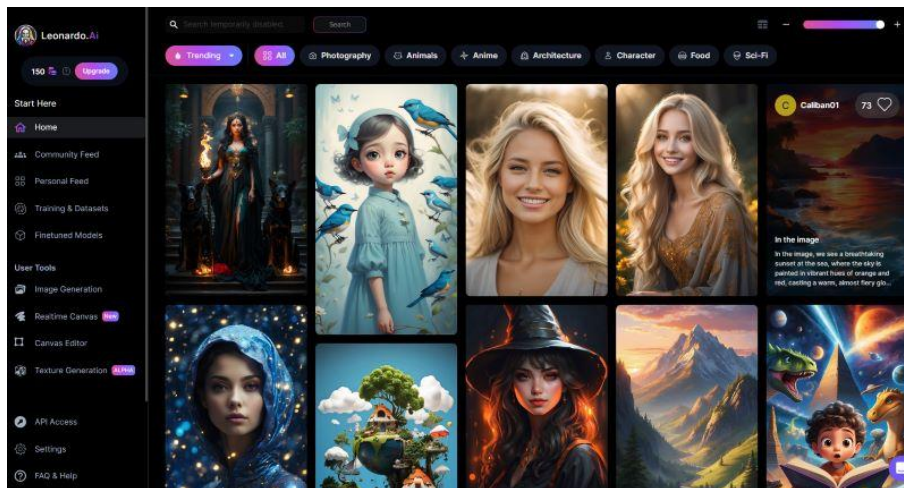 Leonardo.Ai
150 Upgrade
Start Here
Home
Community Feed
Personal Feed
Training & Datasets
Finetuned Models
User Tools
Image Generation
Realtime Canvas New
Canvas Editor
Texture Generation ALPHA
API Access
Settings
FAQ & Help
Search temporarily disabled. Search
Trending All Photography Animals Anime Architecture Character Food Sci-Fi
C Caliban01 73
In the image
In the image, we see a breathtaking
sunset at the sea, where the sky is
painted in vibrant hues of orange and
red, casting a warm, almost fiery glo...